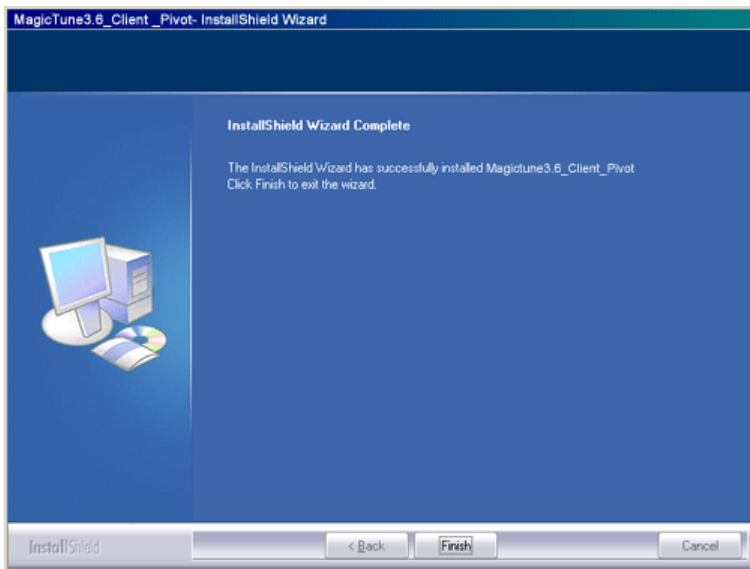 MagicTune3.6_Client _Pivot- InstallShield Wizard
InstallShield Wizard Complete
The InstallShield Wizard has successfully installed Magictune3.6_Client_Pivot
Click Finish to exit the wizard.
InstallShield
< Back
Finish
Cancel